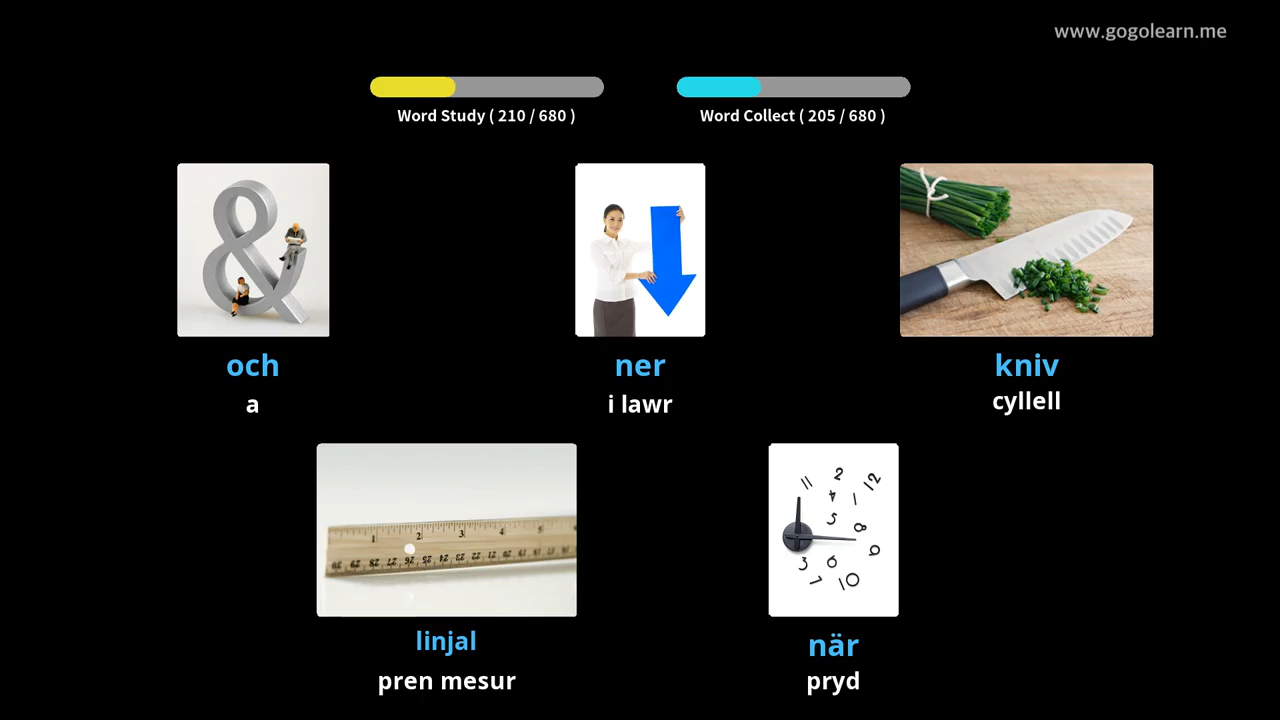 www.gogolearn.me
Word Study ( 210 / 680 )
Word Collect ( 205 / 680 )
&
och
a
ner
i lawr
kniv
cyllell
linjal
pren mesur
när
pryd